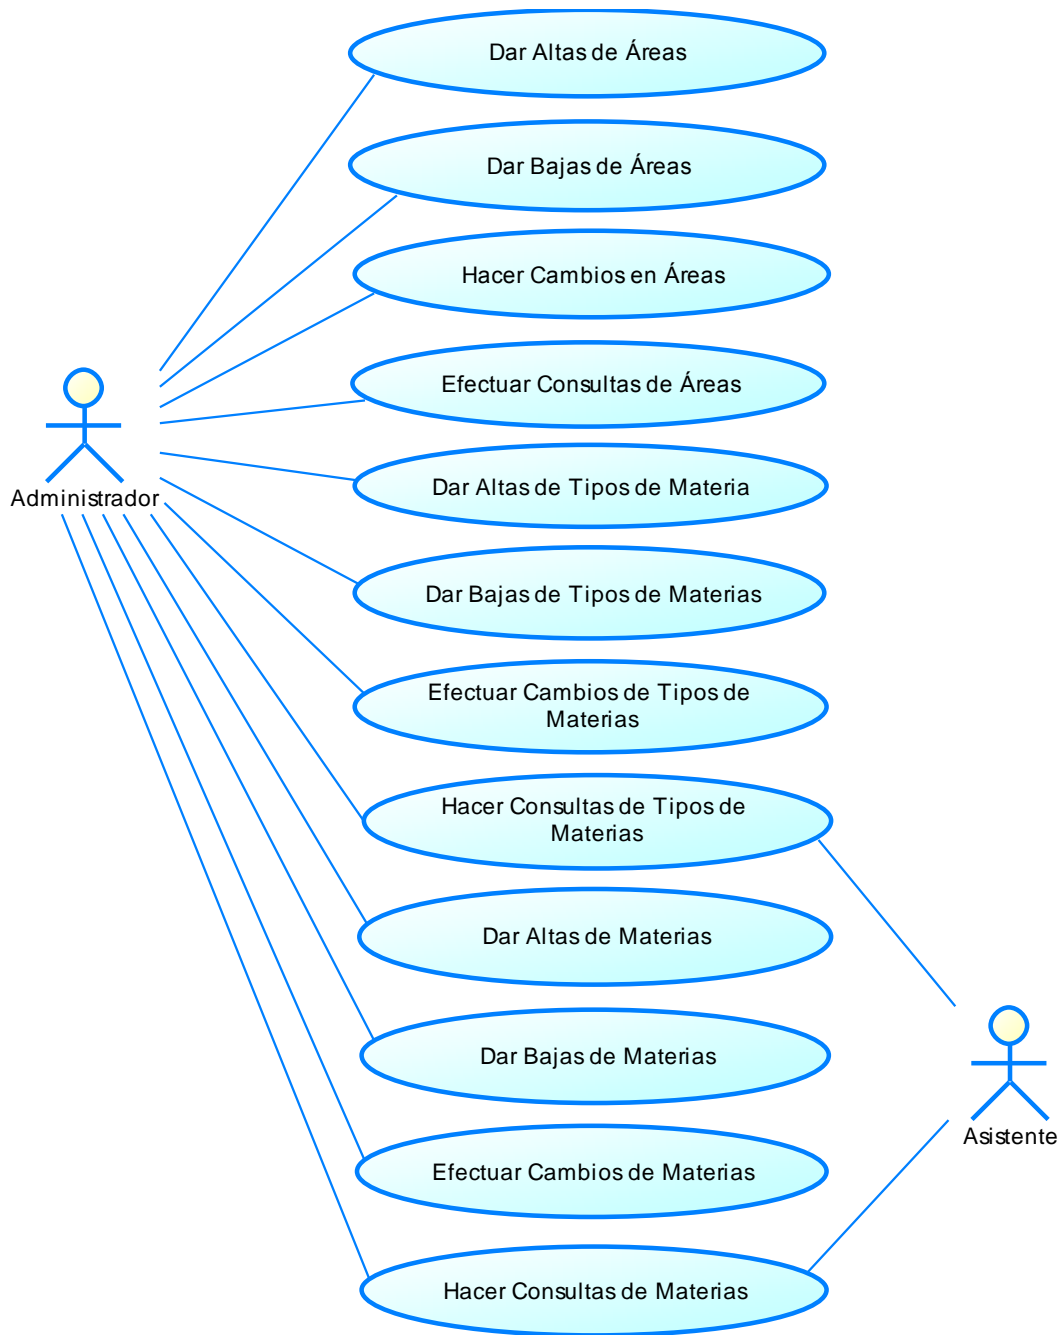 Dar Altas de Áreas
Dar Bajas de Áreas
Hacer Cambios en Áreas
Efectuar Consultas de Áreas
Dar Altas de Tipos de Materia
Administrador
Dar Bajas de Tipos de Materias
Efectuar Cambios de Tipos de
Materias
Hacer Consultas de Tipos de
Materias
Dar Altas de Materias
Dar Bajas de Materias
Asistente
Efectuar Cambios de Materias
Hacer Consultas de Materias